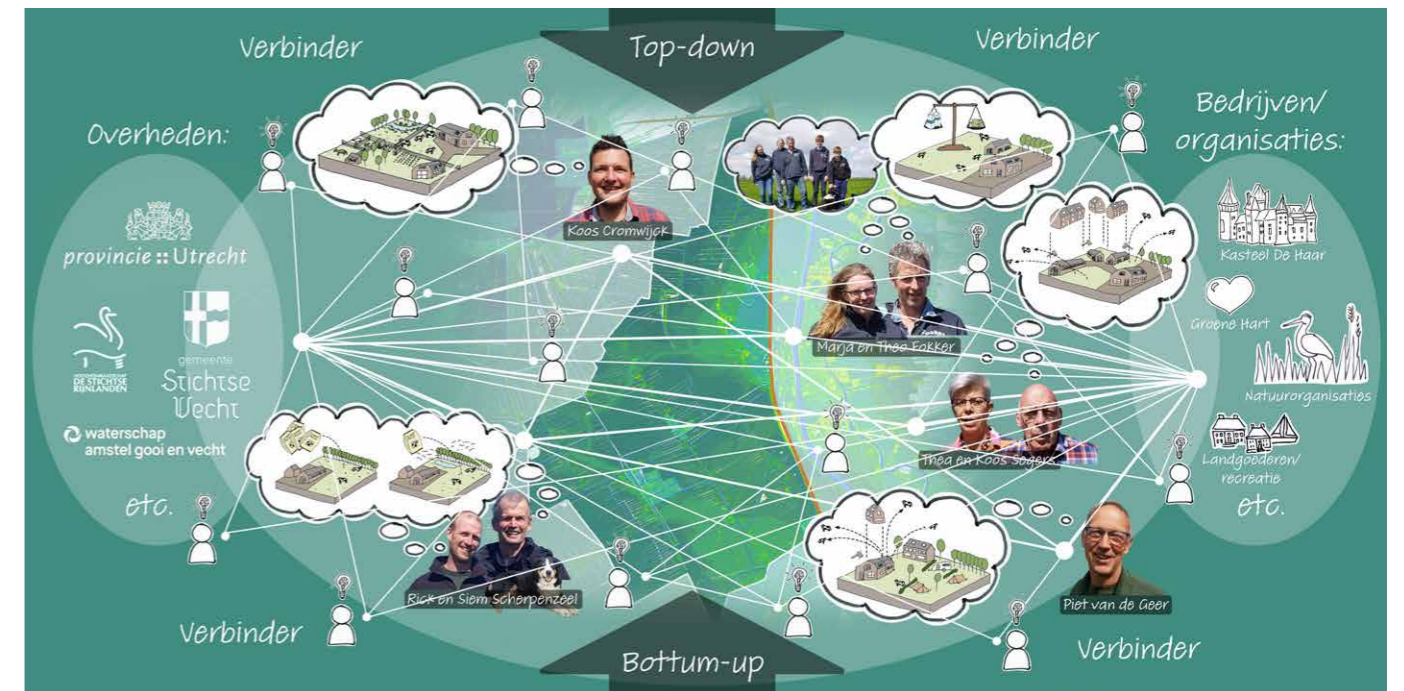 Verbinder
Top-down
Verbinder
Overheden:
Bedrijven/
organisaties:
provincie :: Utrecht
Koos Cromwijck
Kasteel De Haar
Groene Hart
Marja en Theo Fokker
gemeente
Stichtse
Vecht
DE STICHTSE
RIJNLANDEN
Natuurorganisaties
waterschap
amstel gooi en vecht
Thea en Koos Segers
Landgoederen/
recreatie
etc.
etc.
Rick en Siem Scherpenzeel
Piet van de Geer
Verbinder
Bottum-up
Verbinder